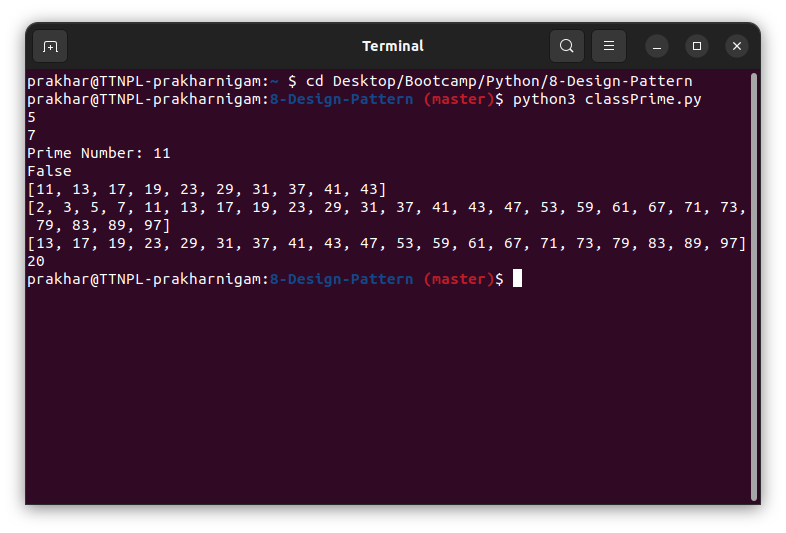 Terminal
prakhar@TTNPL-prakharnigam:~ $ cd Desktop/Bootcamp/Python/8-Design-Pattern
prakhar@TTNPL-prakharnigam:8-Design-Pattern (master)$ python3 classPrime.py
5
7
Prime Number: 11
False
[11, 13, 17, 19, 23, 29, 31, 37, 41, 43]
[2, 3, 5, 7, 11, 13, 17, 19, 23, 29, 31, 37, 41, 43, 47, 53, 59, 61, 67, 71, 73,
 79, 83, 89, 97]
[13, 17, 19, 23, 29, 31, 37, 41, 43, 47, 53, 59, 61, 67, 71, 73, 79, 83, 89, 97]
20
prakhar@TTNPL-prakharnigam:8-Design-Pattern (master)$